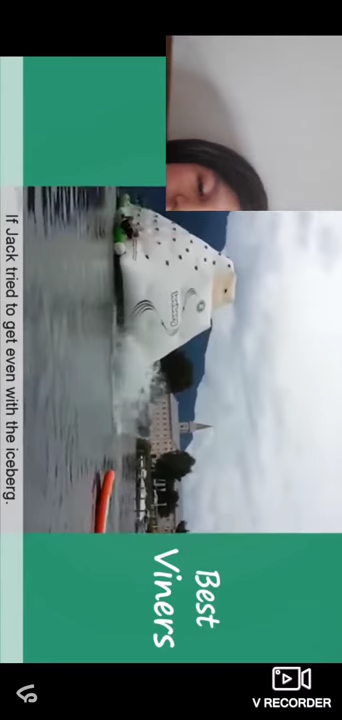 If Jack tried to get even with the iceberg.
Best
Viners
V RECORDER